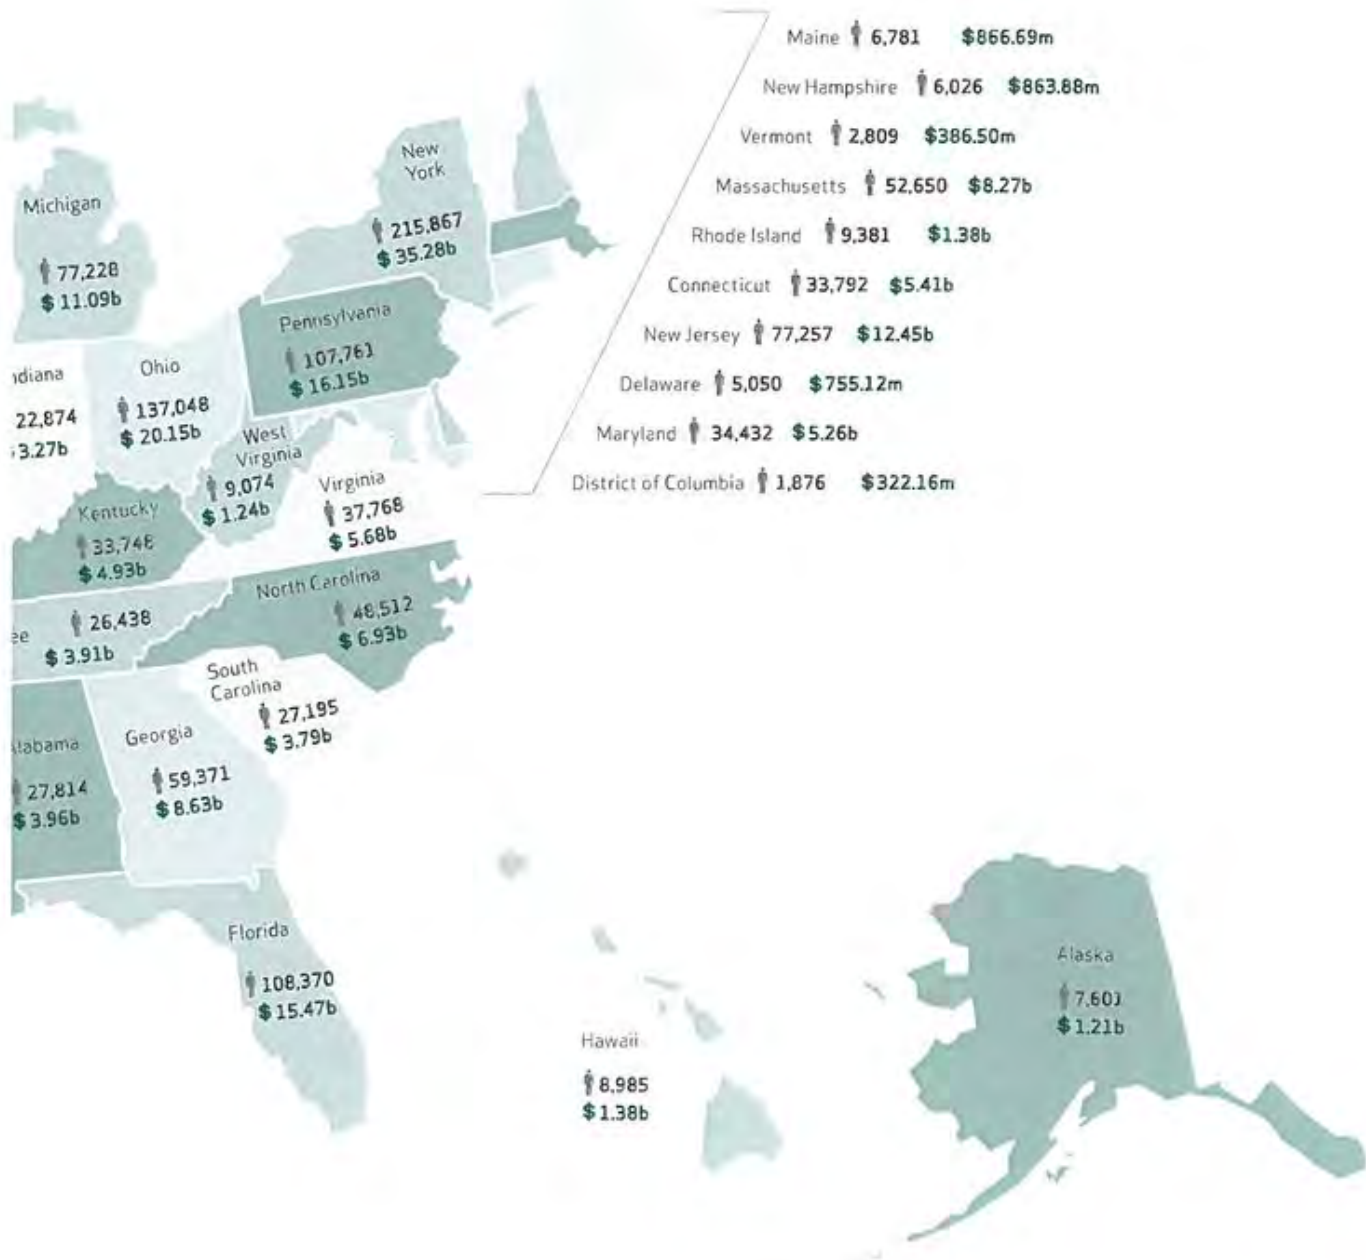 Maine 6,781 $866.69m
New Hampshire 6,026 $863.88m
Vermont 2,809 $386.50m
Massachusetts 52,650 $8.27b
Rhode Island 9,381 $1.38b
Connecticut 33,792 $5.41b
New Jersey 77,257 $12.45b
Delaware 5,050 $755.12m
Maryland 34,432 $5.26b
District of Columbia 1,876 $322.16m
New
York
215,867
$ 35.28b
Michigan
77,228
$ 11.09b
Pennsylvania
107,761
$ 16.15b
ndiana
22,874
3.27b
Ohio
137,048
$ 20.15b
West
Virginia
9,074
$ 1.24b
Virginia
37,768
$ 5.68b
Kentucky
33,748
$ 4.93b
ee 26,438
$ 3.91b
North Carolina
48,512
$ 6.93b
South
Carolina
27,195
$ 3.79b
labama
27,814
$ 3.96b
Georgia
59,371
$ 8.63b
Florida
108,370
$ 15.47b
Hawaii
8,985
$ 1.38b
Alaska
7,601
$ 1.21b